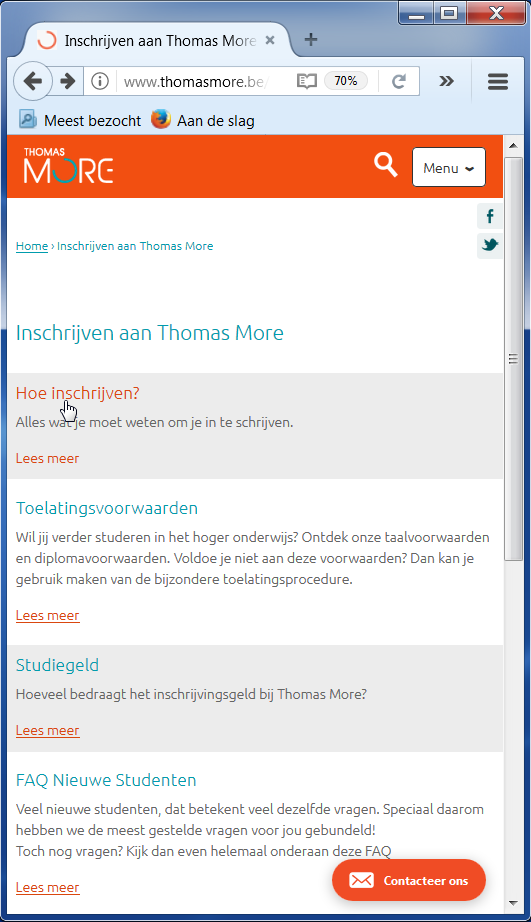 Inschrijven aan Thomas More
www.thomasmore.be/
70%
Meest bezocht
Aan de slag
THOMAS
MORE
Menu
Home › Inschrijven aan Thomas More
Inschrijven aan Thomas More
Hoe inschrijven?
Alles wat je moet weten om je in te schrijven.
Lees meer
Toelatingsvoorwaarden
Wil jij verder studeren in het hoger onderwijs? Ontdek onze taalvoorwaarden
en diplomavoorwaarden. Voldoe je niet aan deze voorwaarden? Dan kan je
gebruik maken van de bijzondere toelatingsprocedure.
Lees meer
Studiegeld
Hoeveel bedraagt het inschrijvingsgeld bij Thomas More?
Lees meer
FAQ Nieuwe Studenten
Veel nieuwe studenten, dat betekent veel dezelfde vragen. Speciaal daarom
hebben we de meest gestelde vragen voor jou gebundeld!
Toch nog vragen? Kijk dan even helemaal onderaan deze FAQ
Lees meer
Contacteer ons